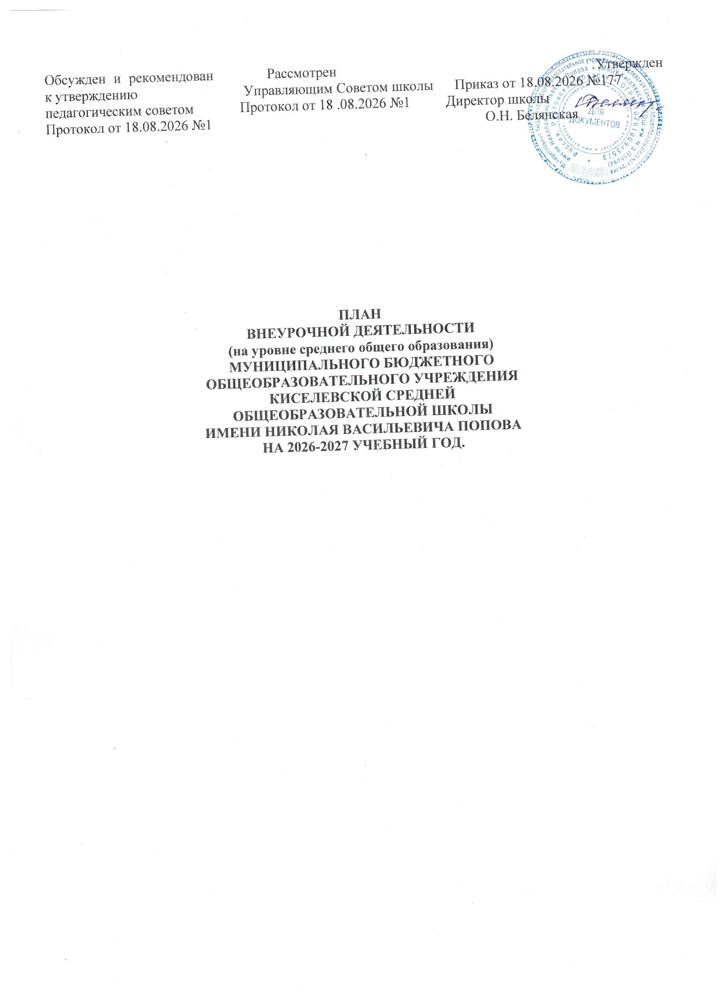 Обсужден и рекомендован
к утверждению
педагогическим советом
Протокол от 18.08.2026 №1
Рассмотрен
Управляющим Советом школы
Протокол от 18 .08.2026 №1
Утвержден
Приказ от 18.08.2026 №177
Директор школы
О.Н. Белянская
ДЛЯ
ДОКУМЕНТОВ
ПЛАН
ВНЕУРОЧНОЙ ДЕЯТЕЛЬНОСТИ
(на уровне среднего общего образования)
МУНИЦИПАЛЬНОГО БЮДЖЕТНОГО
ОБЩЕОБРАЗОВАТЕЛЬНОГО УЧРЕЖДЕНИЯ
КИСЕЛЕВСКОЙ СРЕДНЕЙ
ОБЩЕОБРАЗОВАТЕЛЬНОЙ ШКОЛЫ
ИМЕНИ НИКОЛАЯ ВАСИЛЬЕВИЧА ПОПОВА
НА 2026-2027 УЧЕБНЫЙ ГОД.